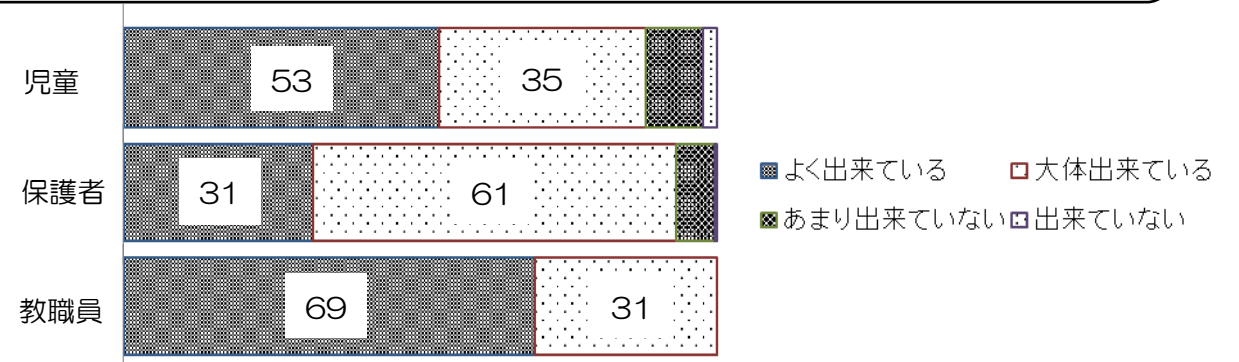 児童
53
35
保護者
31
61
教職員
69
31
よく出来ている
大体出来ている
あまり出来ていない
出来ていない